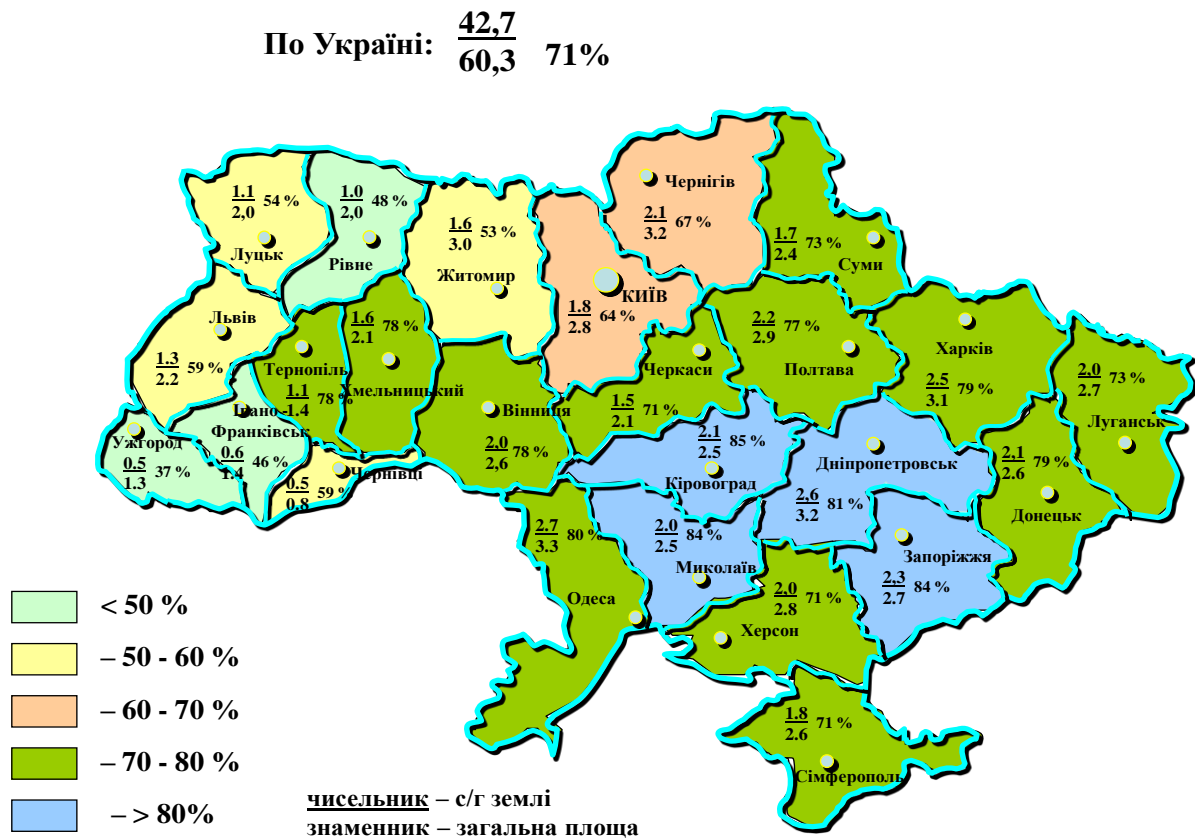 По Україні: 42,7 71%
60,3
Чернігів
2.1 67 %
3.2
1.1 54 %
2,0
Луцьк
1.0 48 %
2,0
Рівне
1.6 53 %
3.0
Житомир
1.7 73 %
2.4
Суми
КИЇВ
1.8 64 %
2.8
Львів
1.3 59 %
2.2
1.6 78 %
2.1
Хмельницький
Тернопіль
1.1 78 %
1.4
2.2 77 %
2.9
Полтава
Харків
2.5 79 %
3.1
2,0 73 %
2.7
Луганськ
Черкаси
1.5 71 %
2.1
Вінниця
2,0 78 %
2,6
Івано-
Франківськ
0.6 46 %
1.4
Ужгород
0.5 37 %
1.3
Чернівці
0.5 59 %
0.8
2.1 85 %
2.5
Кіровоград
Дніпропетровськ
2,6 81 %
3.2
2,1 79 %
2.6
Донецьк
2.7 80 %
3.3
Одеса
2.0 84 %
2.5
Миколаїв
Запоріжжя
2,3 84 %
2.7
2,0 71 %
2.8
Херсон
1.8 71 %
2.6
Сімферополь
< 50 %
– 50 - 60 %
– 60 - 70 %
– 70 - 80 %
– > 80%
чисельник – с/г землі
знаменник – загальна площа